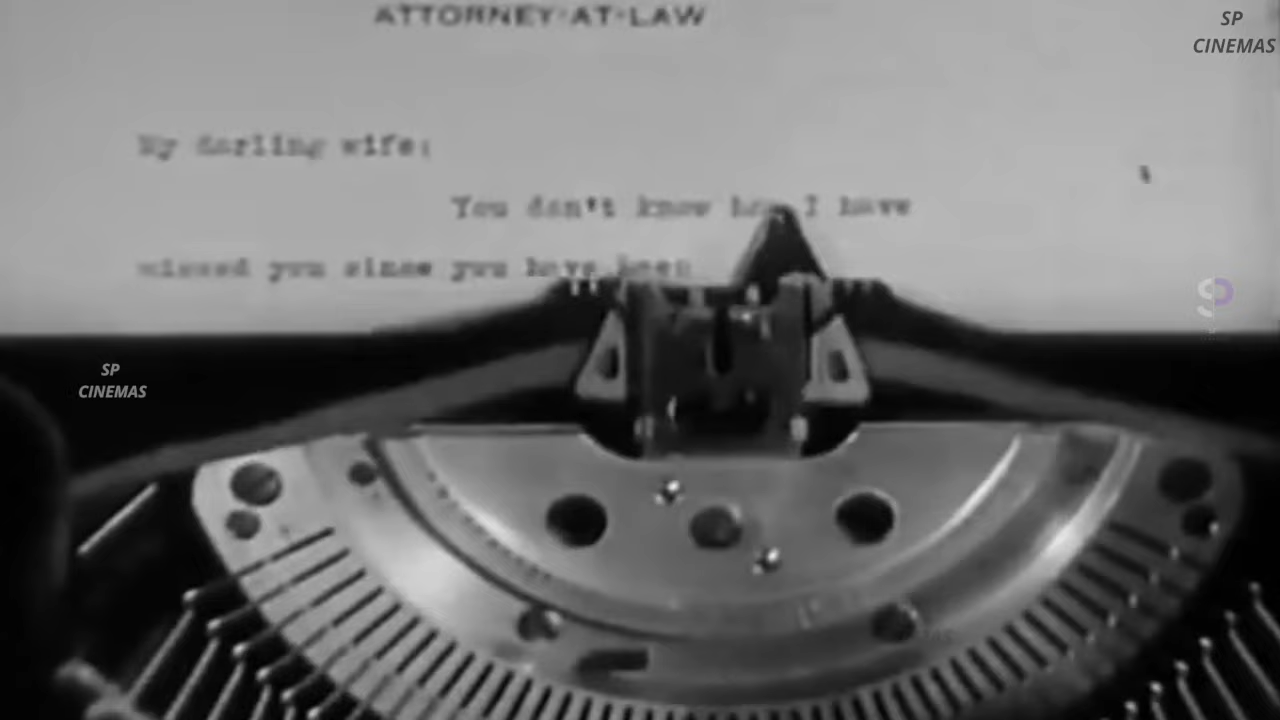 ATTORNEY-AT-LAW
SP
CINEMAS
My darling wife:
You don't know how I have
missed you since you have been
SP
CINEMAS